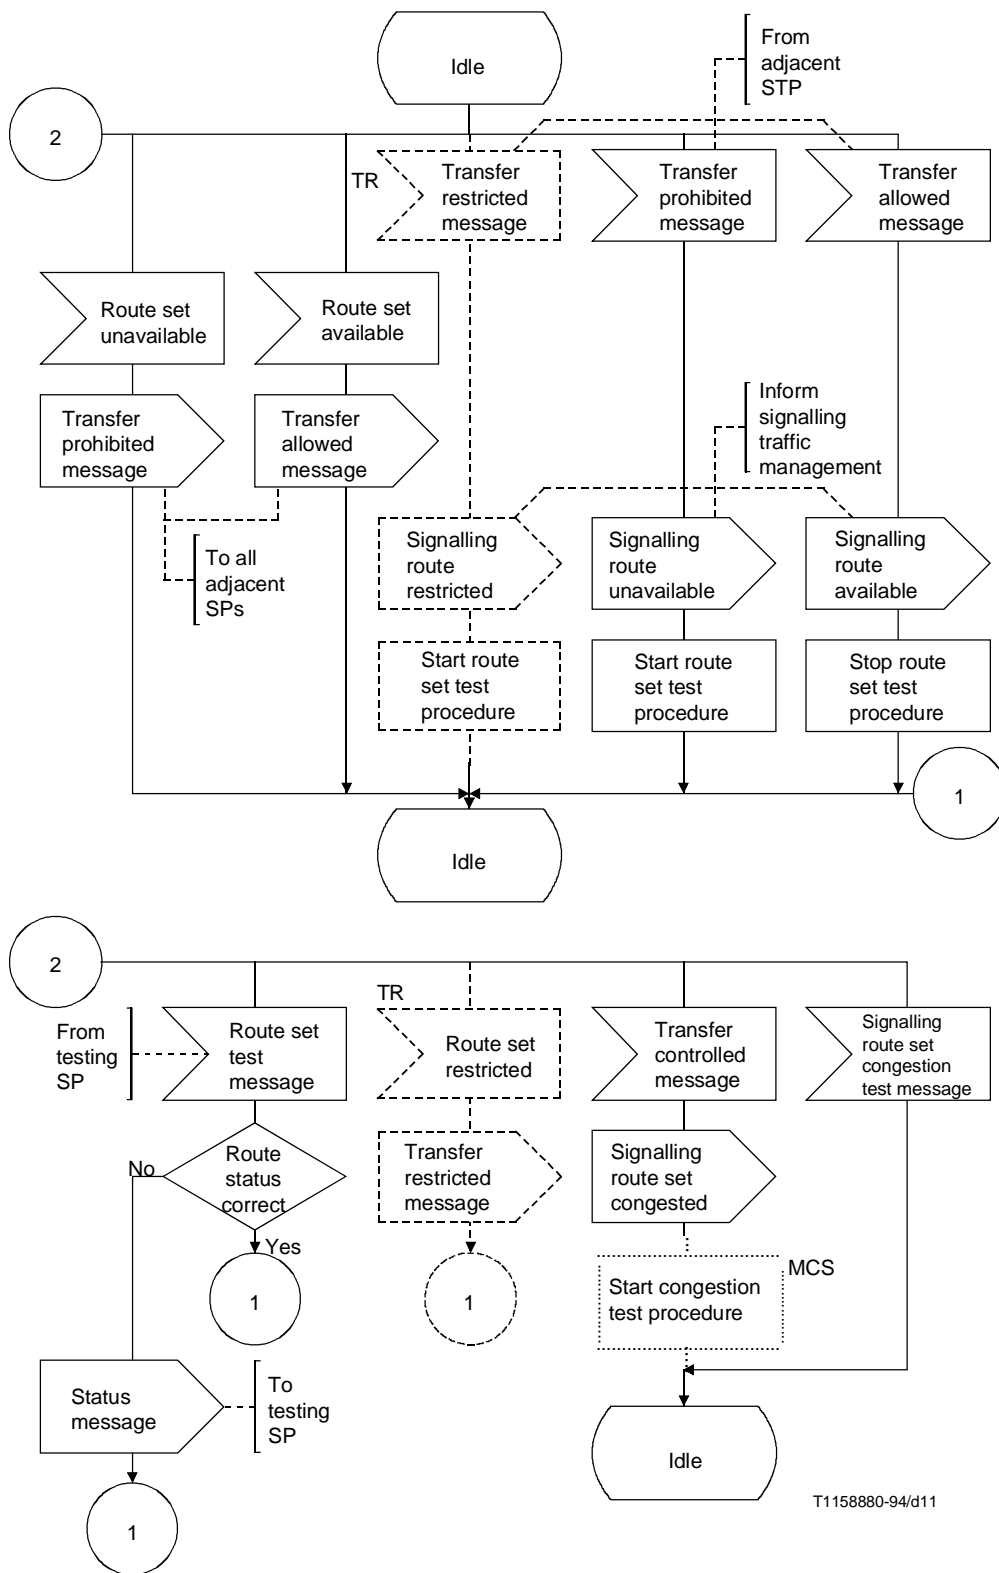 Idle
From
adjacent
STP
2
TR
Transfer
restricted
message
Transfer
prohibited
message
Transfer
allowed
message
Route set
unavailable
Route set
available
Transfer
prohibited
message
Transfer
allowed
message
Inform
signalling
traffic
management
To all
adjacent
SPs
Signalling
route
restricted
Signalling
route
unavailable
Signalling
route
available
Start route
set test
procedure
Start route
set test
procedure
Stop route
set test
procedure
1
Idle
2
From
testing
SP
Route set
test
message
TR
Route set
restricted
Transfer
controlled
message
Signalling
route set
congestion
test message
No
Route
status
correct
Yes
Transfer
restricted
message
Signalling
route set
congested
1
1
MCS
Start congestion
test procedure
Status
message
To
testing
SP
Idle
1
T1158880-94/d11